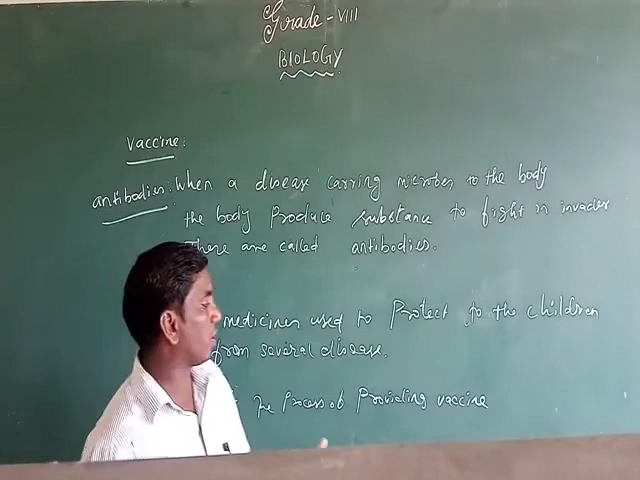 Grade - VIII
BIOLOGY
Vaccine:
antibodies: When a disease carring microbes to the body
the body Produce substance to fight in invader
There are called antibodies.
medicines used to Protect to the children
from several disease.
The Process of Providing vaccine